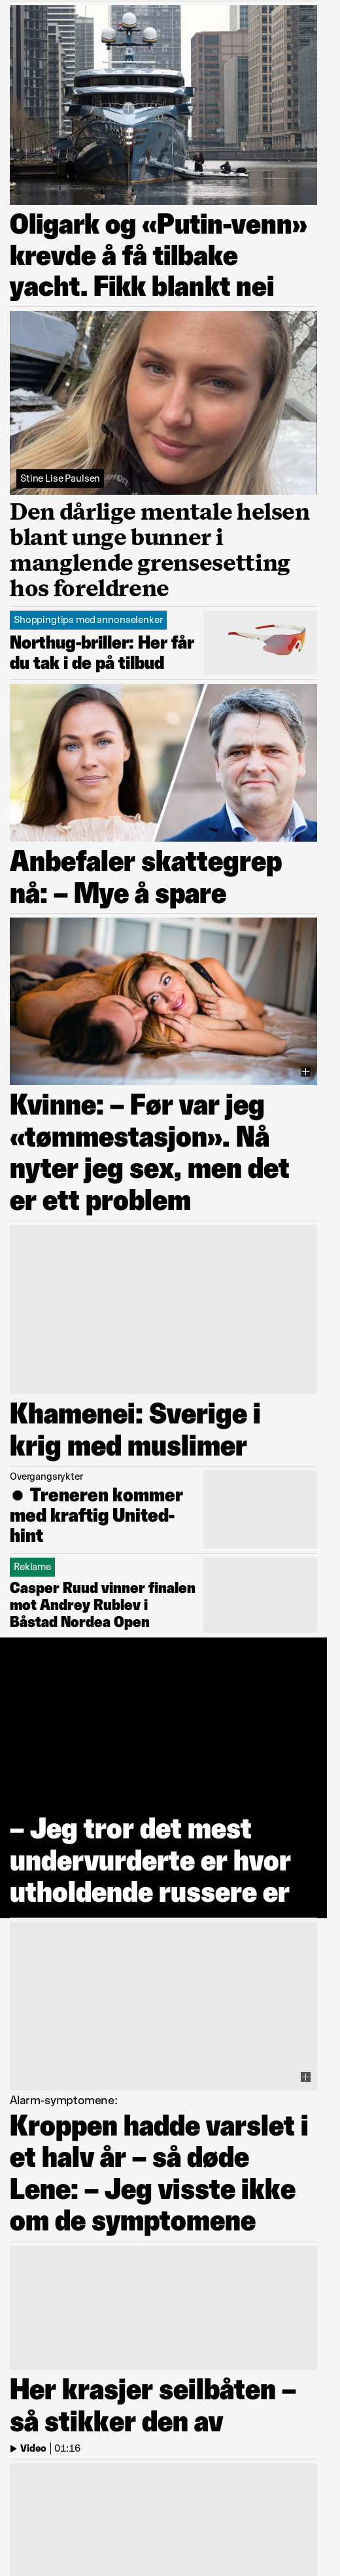 Oligark og «Putin-venn»
krevde å få tilbake
yacht. Fikk blankt nei
Stine Lise Paulsen
Den dårlige mentale helsen
blant unge bunner i
manglende grensesetting
hos foreldrene
Shoppingtips med annonselenker
Northug-briller: Her får
du tak i de på tilbud
Anbefaler skattegrep
nå: – Mye å spare
Kvinne: – Før var jeg
«tømmestasjon». Nå
nyter jeg sex, men det
er ett problem
Khamenei: Sverige i
krig med muslimer
Overgangsrykter
Treneren kommer
med kraftig United-
hint
Reklame
Casper Ruud vinner finalen
mot Andrey Rublev i
Båstad Nordea Open
– Jeg tror det mest
undervurderte er hvor
utholdende russere er
Alarm-symptomene:
Kroppen hadde varslet i
et halv år – så døde
Lene: – Jeg visste ikke
om de symptomene
Her krasjer seilbåten –
så stikker den av
Video | 01:16